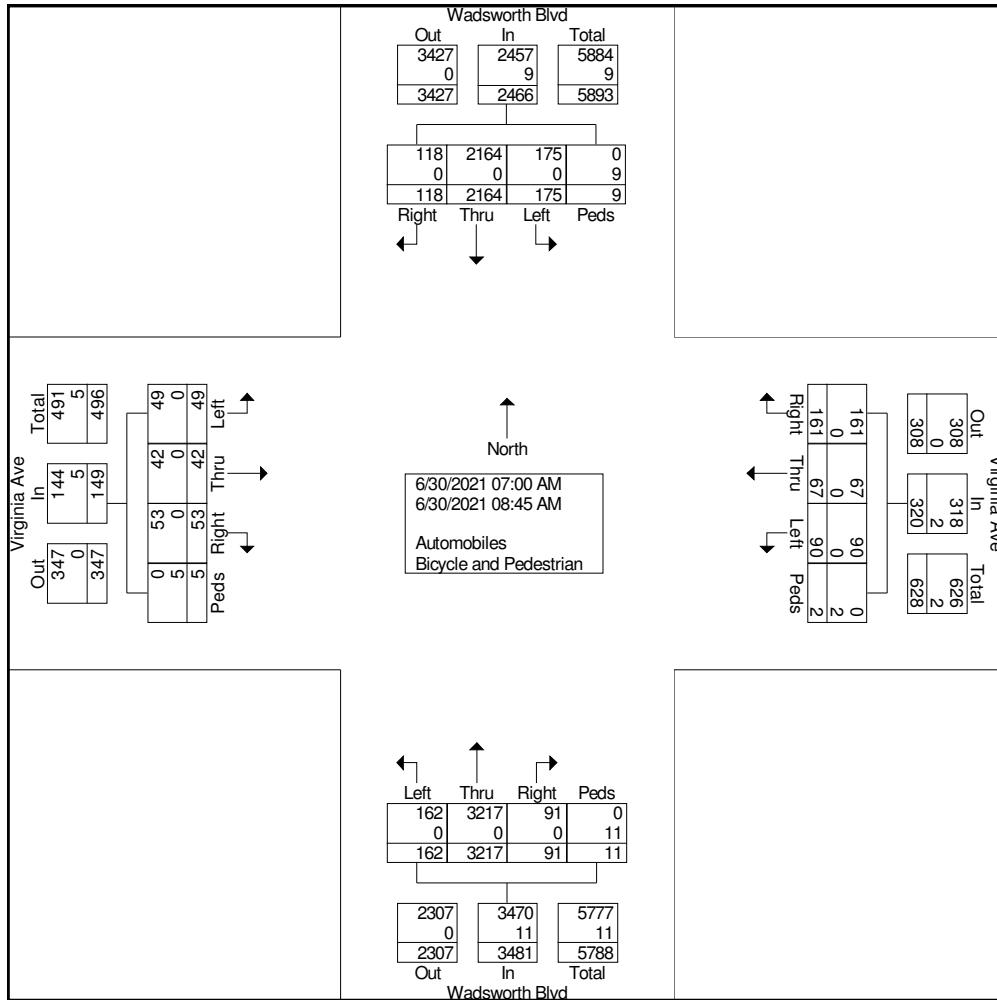 Wadsworth Blvd
Out In Total
3427 2457 5884
0 9 9
3427 2466 5893
118 2164 175 0
0 0 0 9
118 2164 175 9
Right Thru Left Peds
Virginia Ave
Total In Out
491 144 347
5 5 0
496 149 347
49 42 53 0
0 0 0 5
49 42 53 5
Left Thru Right Peds
North
6/30/2021 07:00 AM
6/30/2021 08:45 AM
Automobiles
Bicycle and Pedestrian
Right Thru Left Peds
161 67 90 0
0 0 0 2
161 67 90 2
Out In Total
308 318 626
0 2 2
308 320 628
Virginia Ave
Left Thru Right Peds
162 3217 91 0
0 0 0 11
162 3217 91 11
2307 3470 5777
0 11 11
2307 3481 5788
Out In Total
Wadsworth Blvd